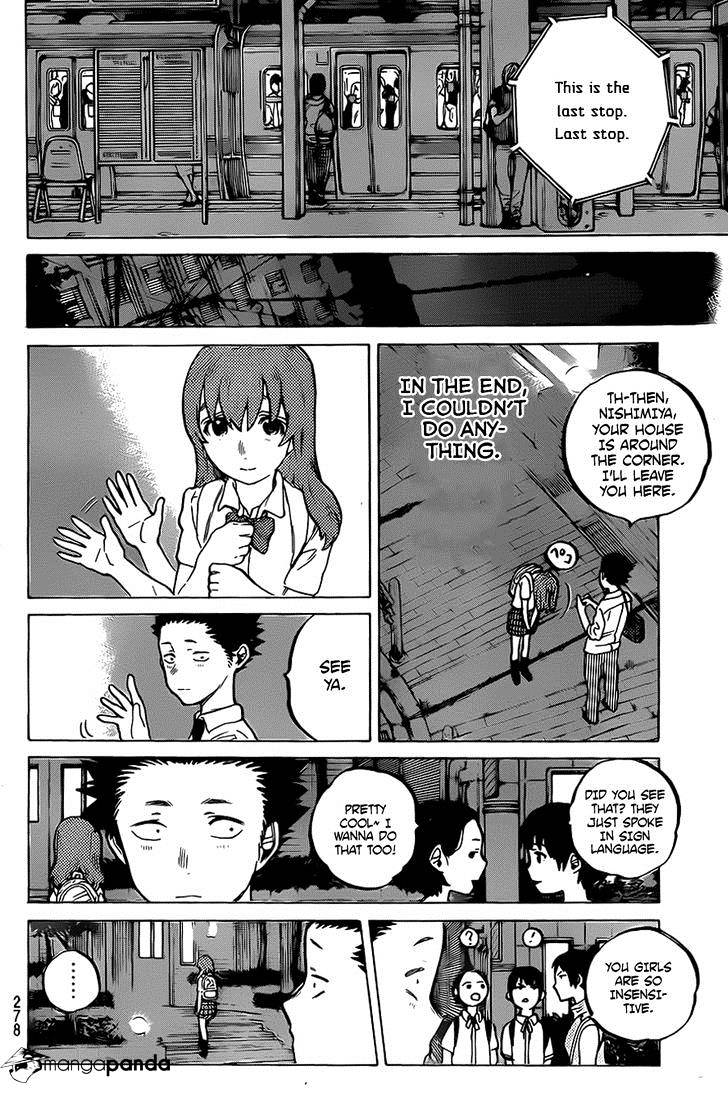 This is the
last stop.
Last stop.
TH-THEN,
NISHIMIYA,
YOUR HOUSE
IS AROUND
THE CORNER.
I'LL LEAVE
YOU HERE.
IN THE END,
I COULDN'T
DO ANY-
THING.
SEE
YA.
DID YOU SEE
THAT? THEY
JUST SPOKE
IN SIGN
LANGUAGE.
PRETTY
COOL~ I
WANNA DO
THAT TOO!
YOU GIRLS
ARE SO
INSENSI-
TIVE.
!
?
?
......
278
mangapanda